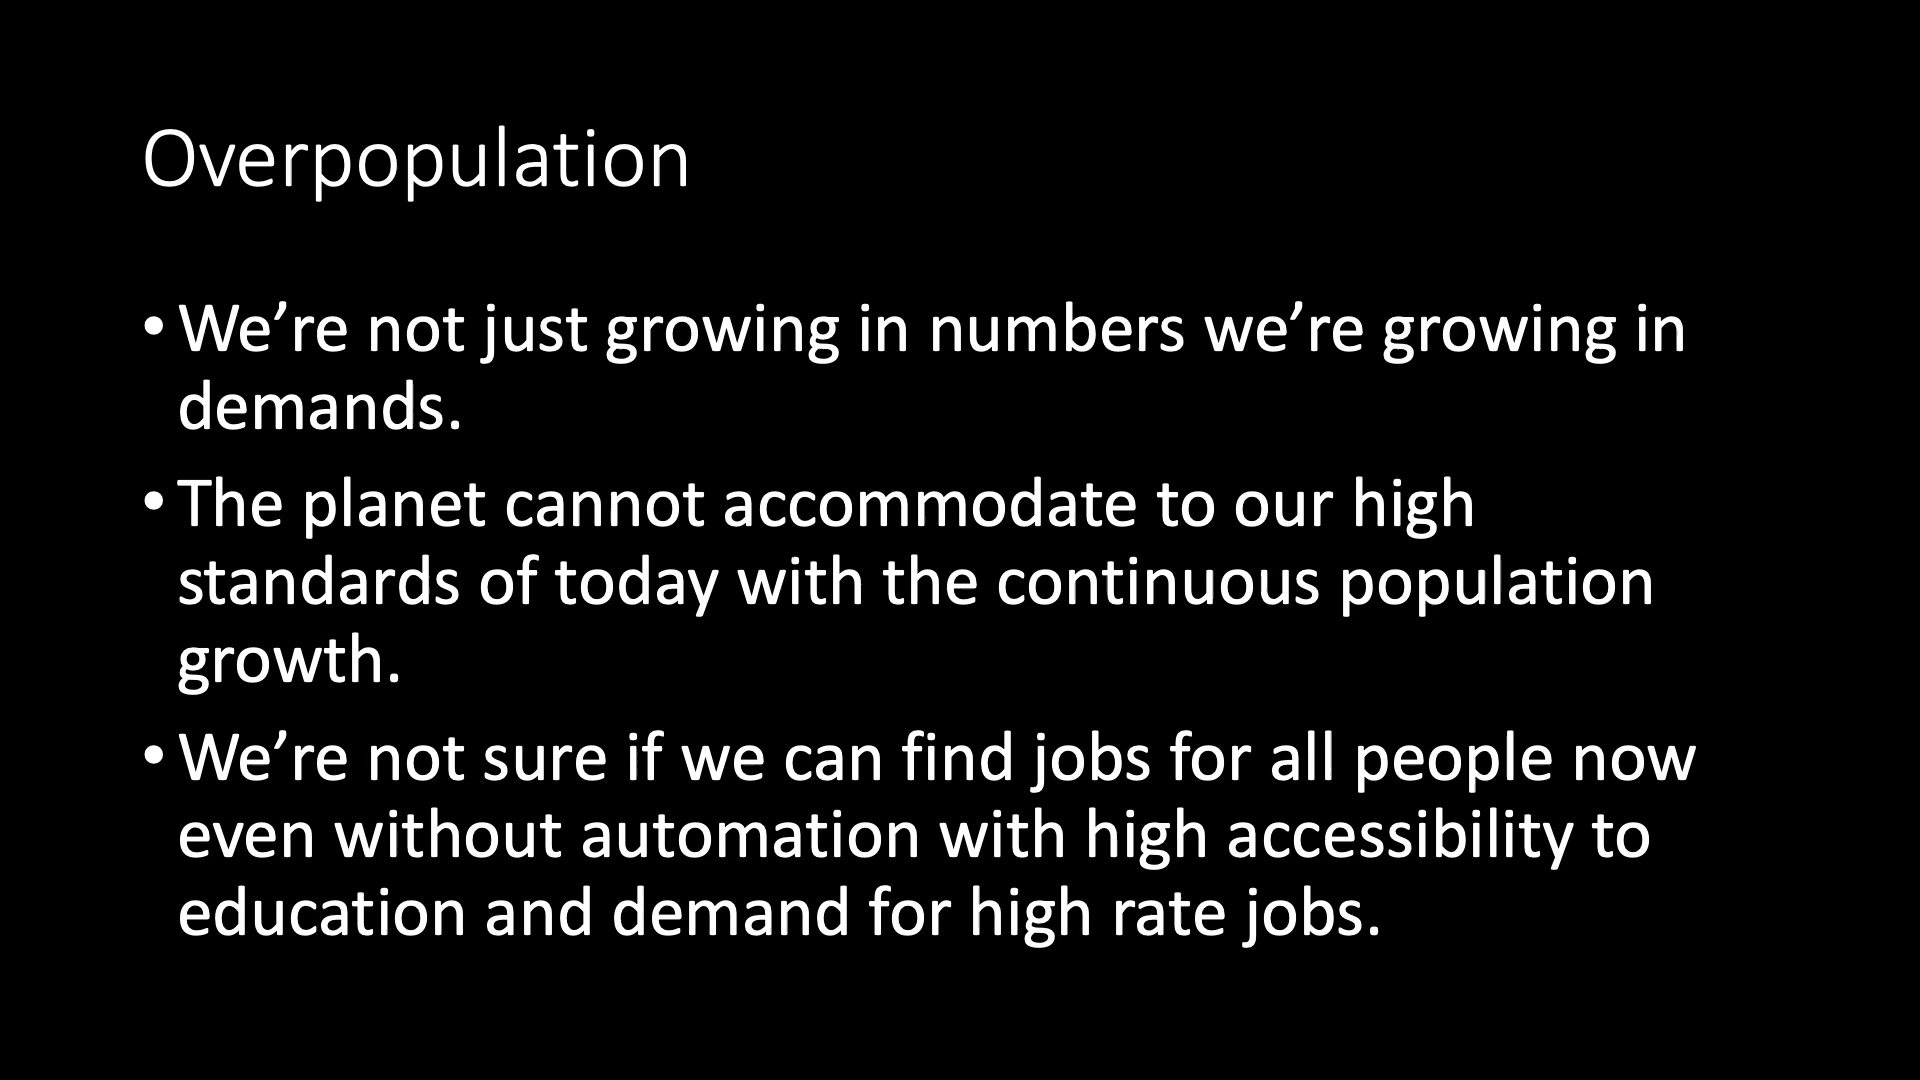 Overpopulation
• We’re not just growing in numbers we’re growing in
demands.
• The planet cannot accommodate to our high
standards of today with the continuous population
growth.
• We’re not sure if we can find jobs for all people now
even without automation with high accessibility to
education and demand for high rate jobs.